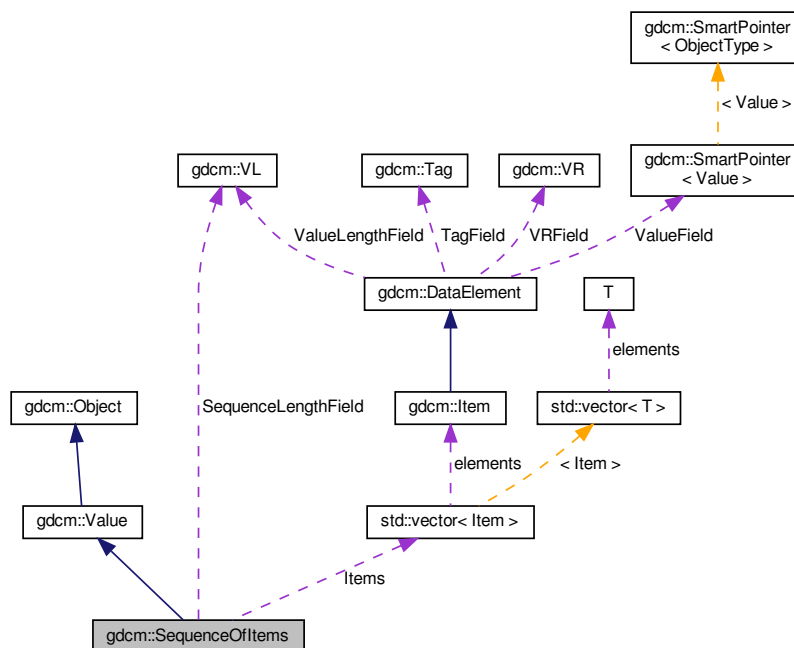 gdcm::SmartPointer
< ObjectType >
< Value >
gdcm::VL
gdcm::Tag
gdcm::VR
gdcm::SmartPointer
< Value >
ValueLengthField
TagField
VRField
ValueField
gdcm::DataElement
T
elements
gdcm::Object
SequenceLengthField
gdcm::Item
std::vector< T >
elements
< Item >
gdcm::Value
std::vector< Item >
Items
gdcm::SequenceOfItems